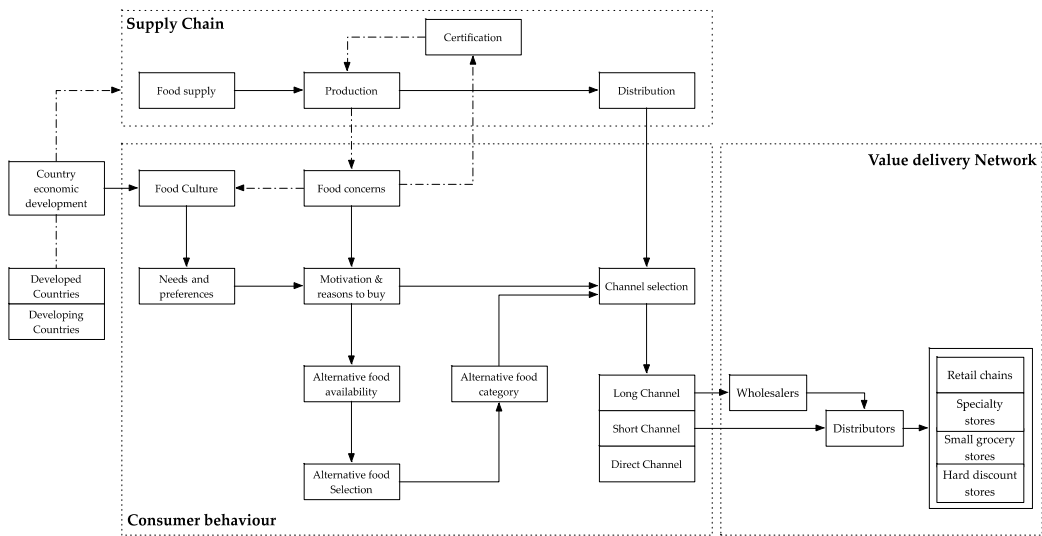 Supply Chain
Certification
Food supply
Production
Distribution
Value delivery Network
Country
economic
development
Food Culture
Food concerns
Developed
Countries
Developing
Countries
Needs and
preferences
Motivation &
reasons to buy
Channel selection
Alternative food
availability
Alternative food
category
Long Channel
Short Channel
Direct Channel
Wholesalers
Distributors
Retail chains
Specialty
stores
Small grocery
stores
Hard discount
stores
Alternative food
Selection
Consumer behaviour